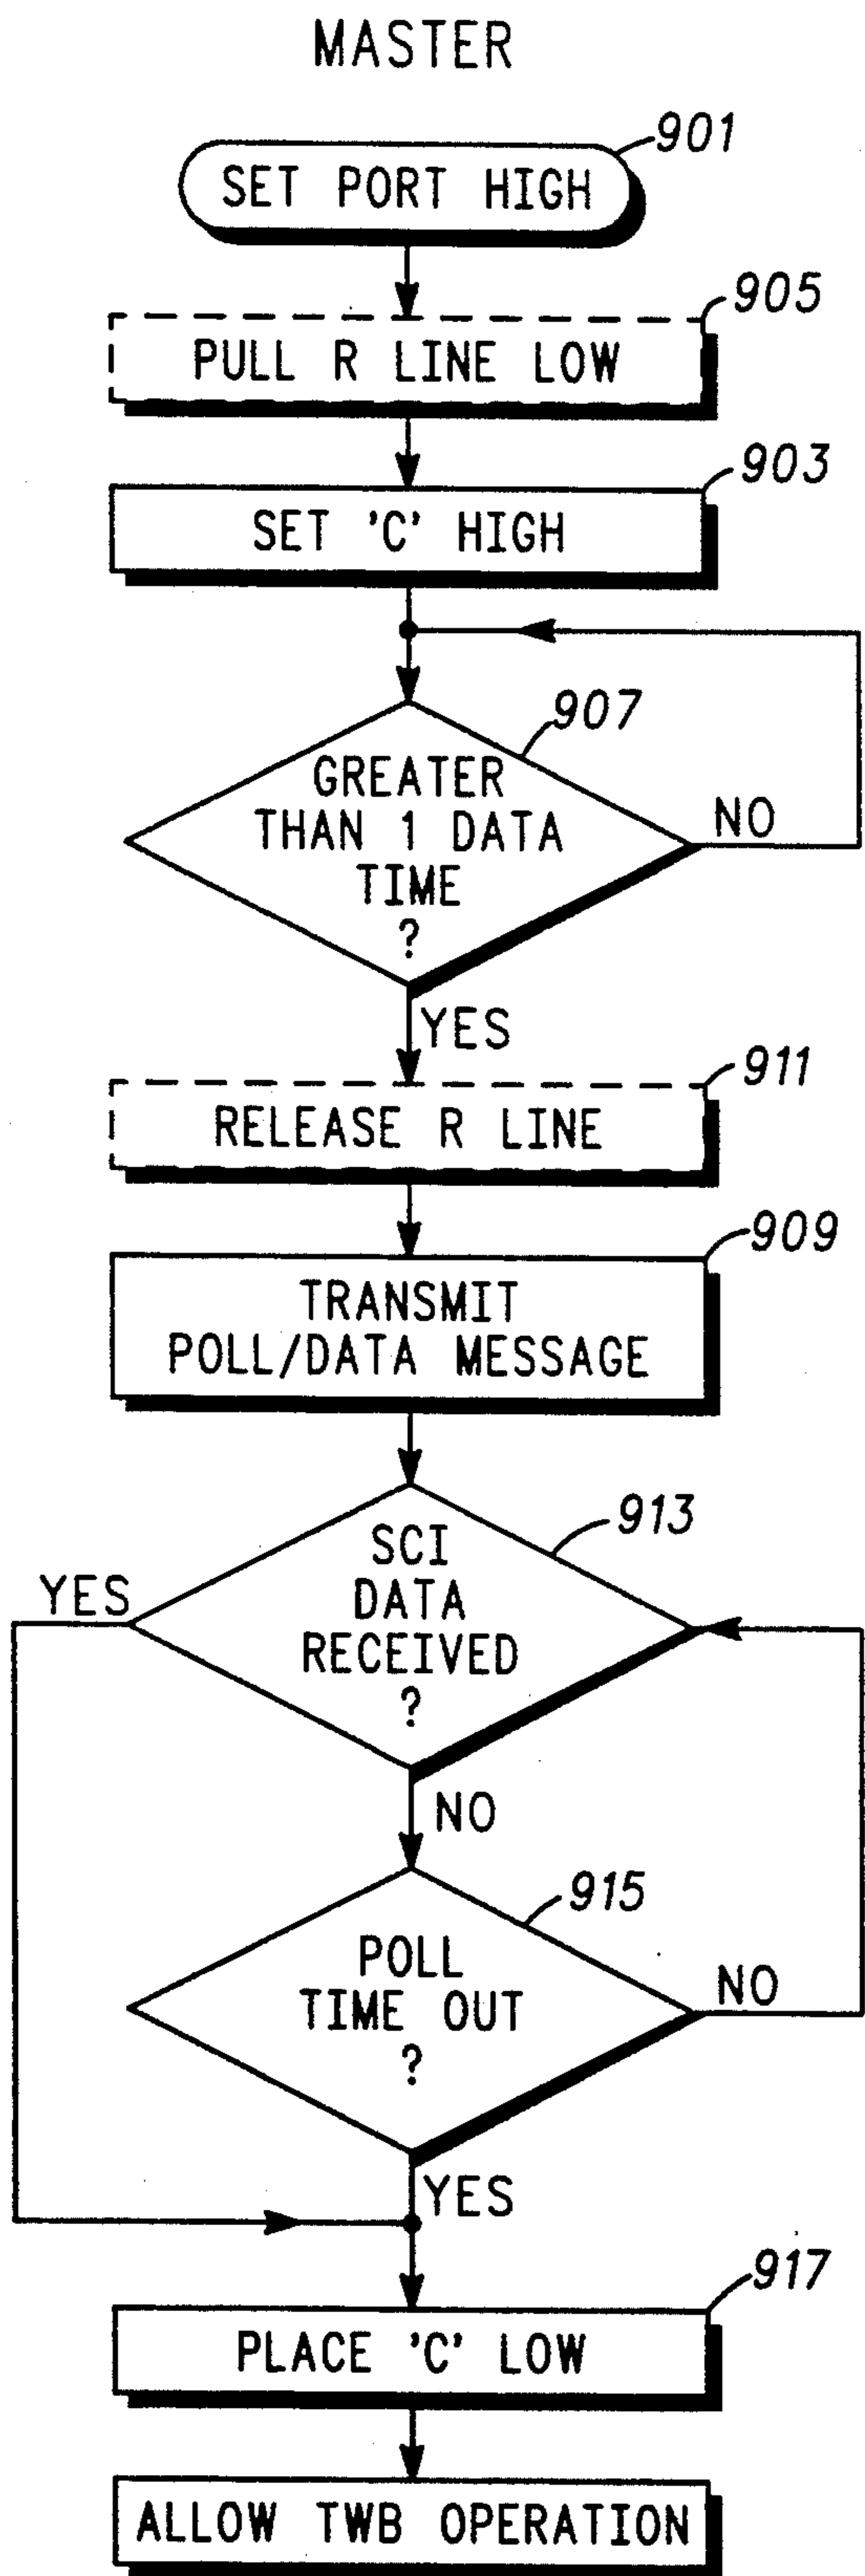 MASTER
901
SET PORT HIGH
905
PULL R LINE LOW
903
SET 'C' HIGH
907
GREATER
THAN 1 DATA
TIME
?
NO
YES
911
RELEASE R LINE
909
TRANSMIT
POLL/DATA MESSAGE
913
SCI
DATA
RECEIVED
?
YES
NO
915
POLL
TIME OUT
?
NO
YES
917
PLACE 'C' LOW
ALLOW TWB OPERATION